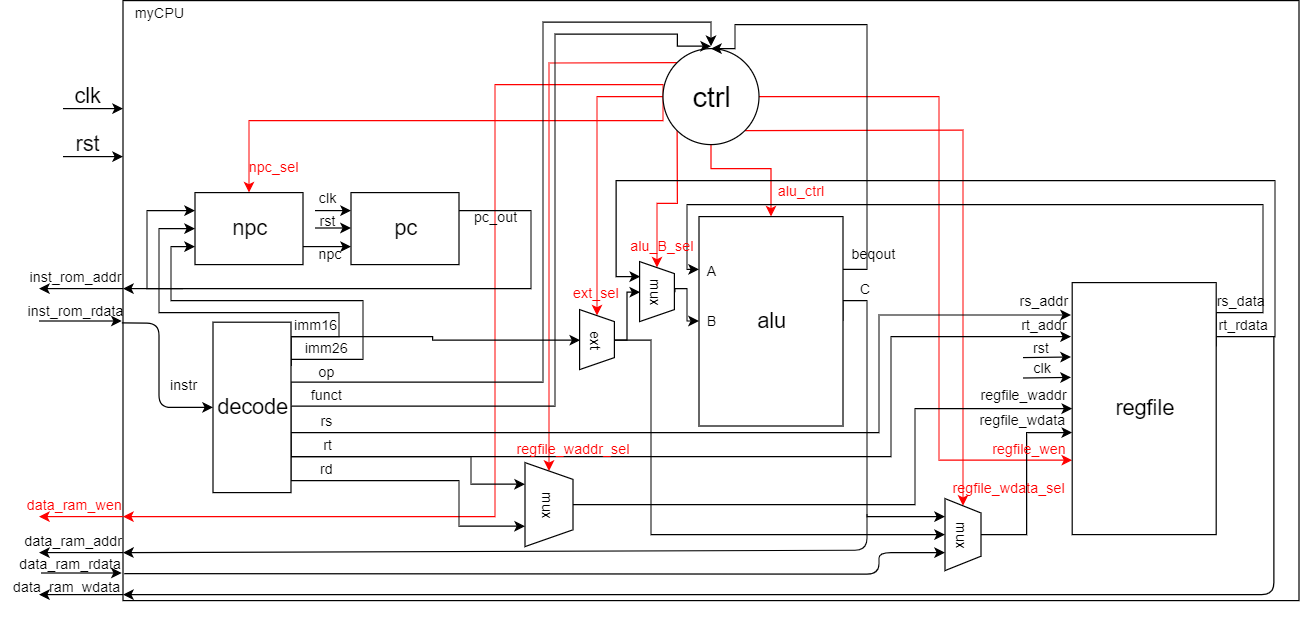 myCPU
clk
rst
ctrl
npc_sel
alu_ctrl
clk
rst
npc
npc
pc
pc_out
alu_B_sel
beqout
inst_rom_addr
ext_sel
mux
A
C
inst_rom_rdata
imm16
imm26
ext
B
alu
rs_addr
rs_data
rt_addr
rt_rdata
rst
clk
op
instr
decode
funct
regfile_waddr
regfile
rs
regfile_wdata
rt
regfile_waddr_sel
regfile_wen
rd
mux
regfile_wdata_sel
data_ram_wen
mux
data_ram_addr
data_ram_rdata
data_ram_wdata